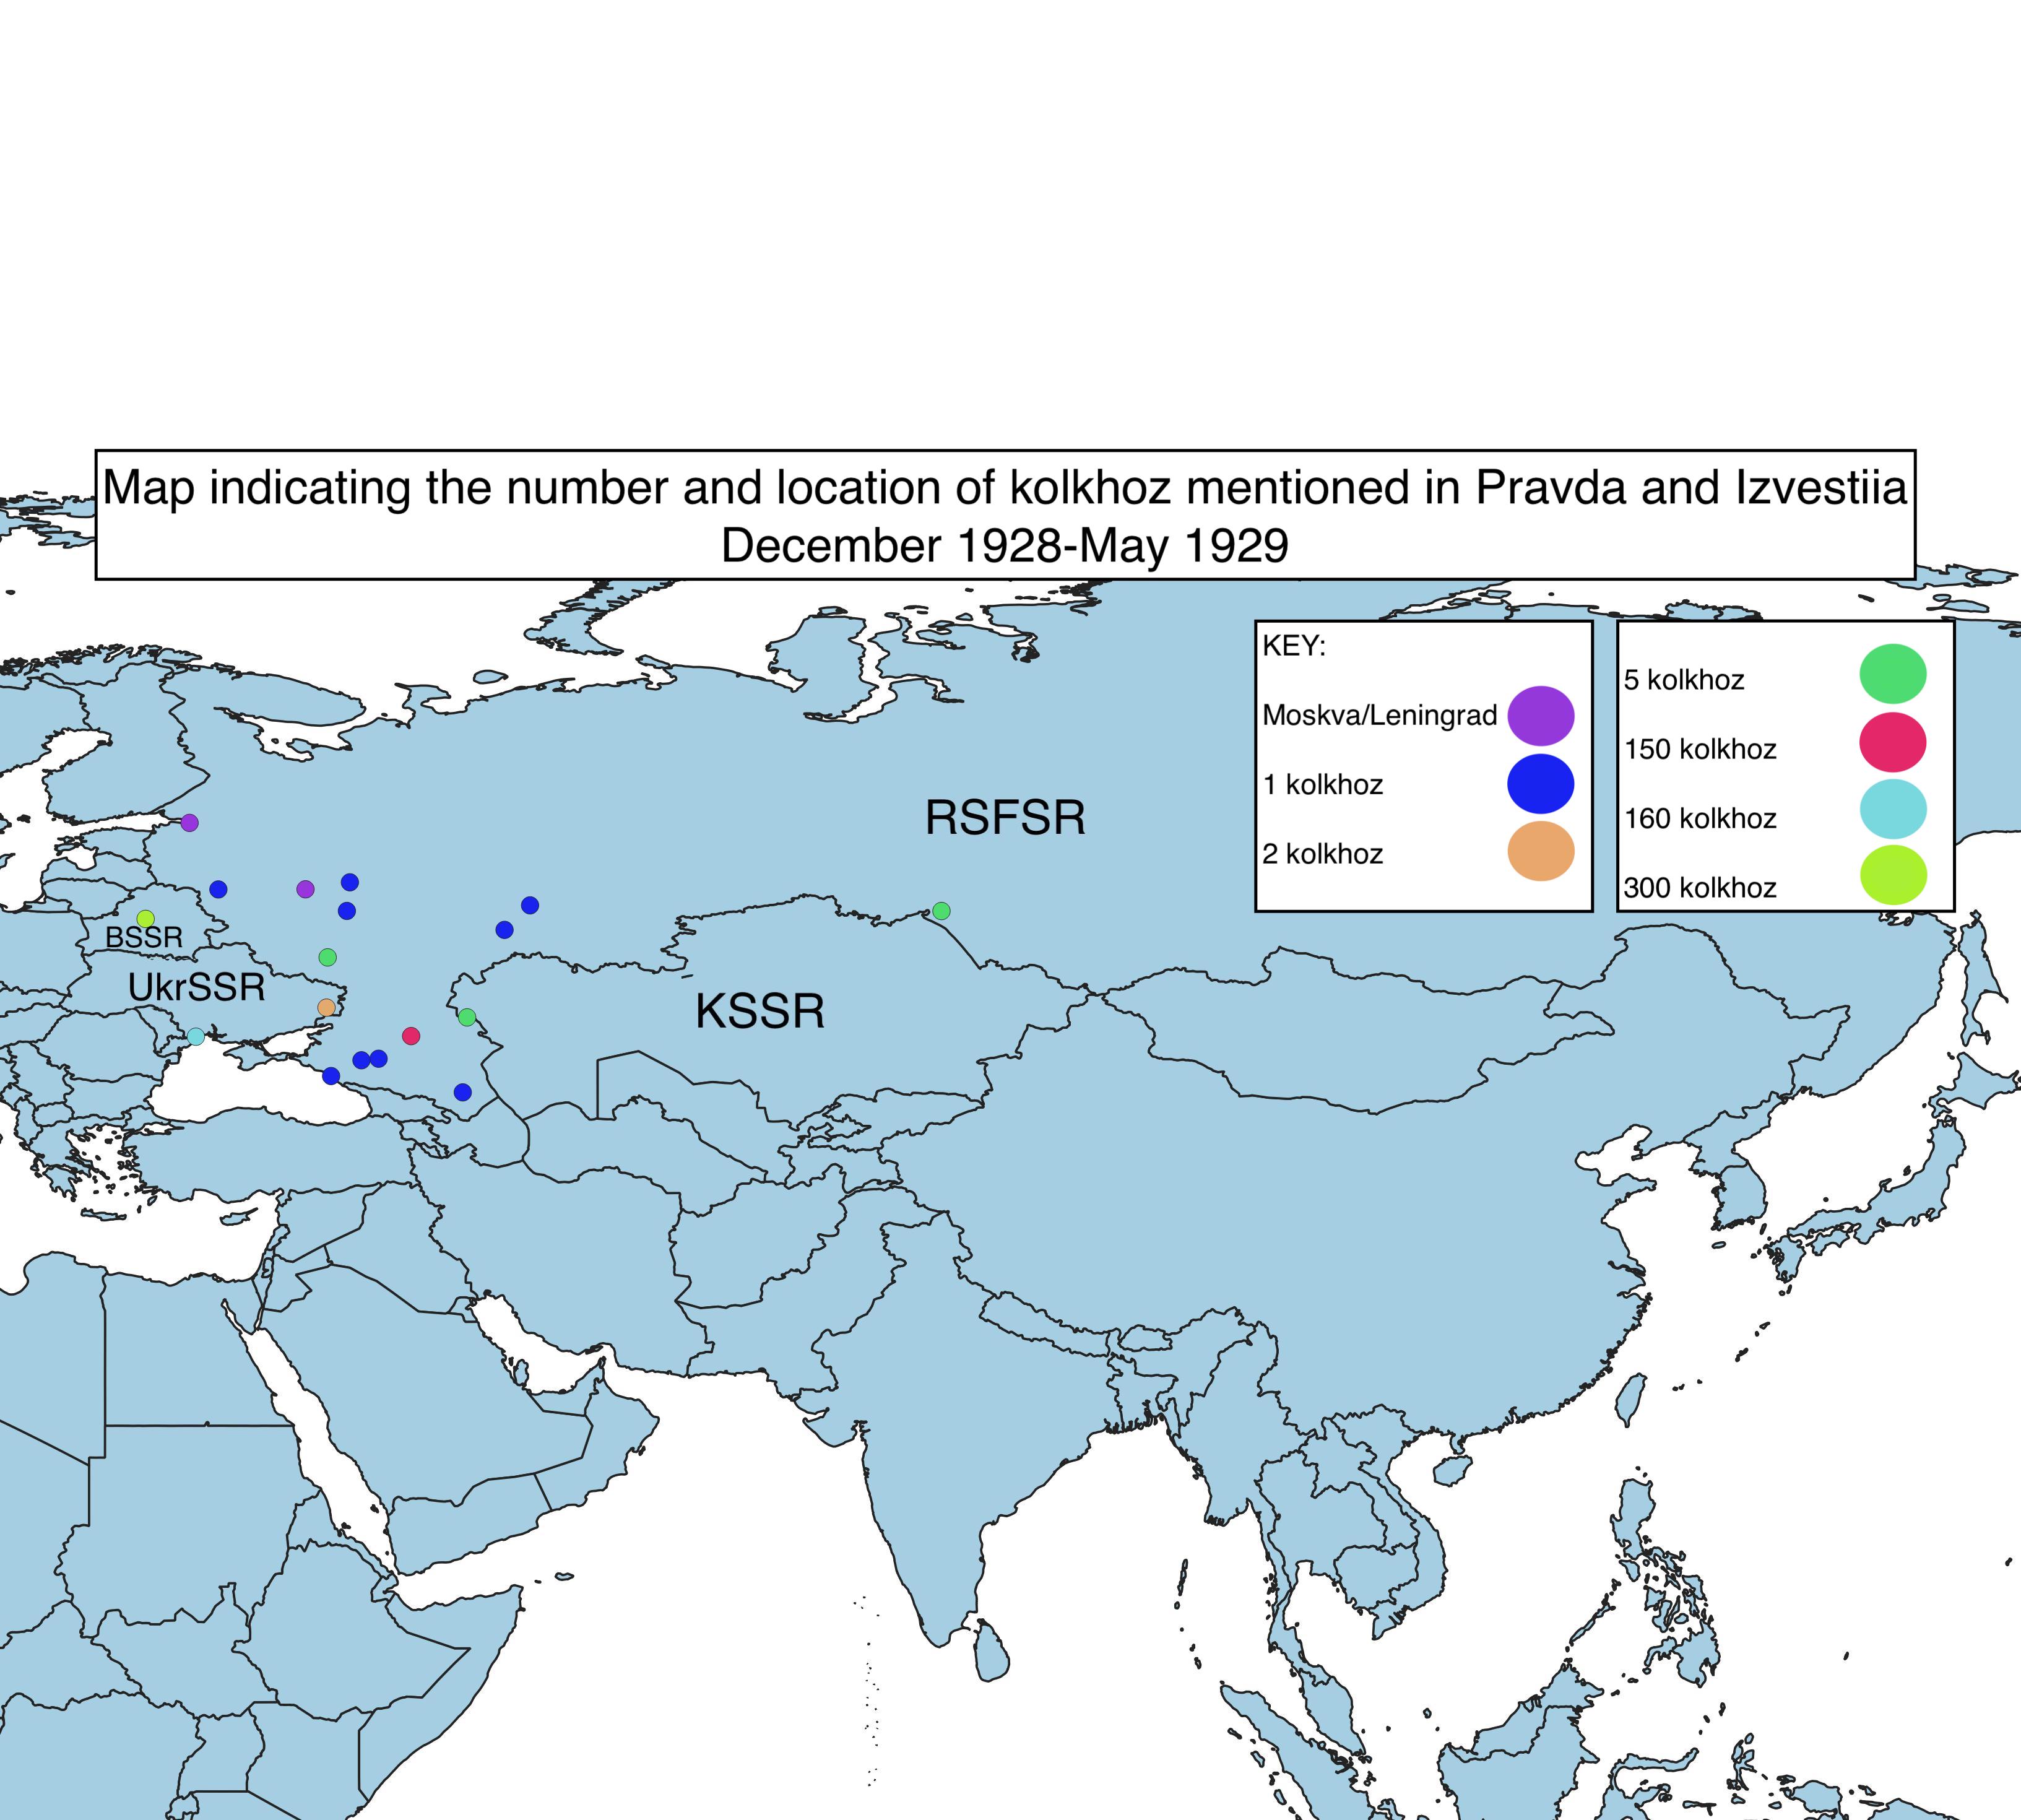 Map indicating the number and location of kolkhoz mentioned in Pravda and Izvestiia
December 1928-May 1929
KEY:
Moskva/Leningrad
1 kolkhoz
2 kolkhoz
5 kolkhoz
150 kolkhoz
160 kolkhoz
300 kolkhoz
RSFSR
BSSR
UkrSSR
KSSR